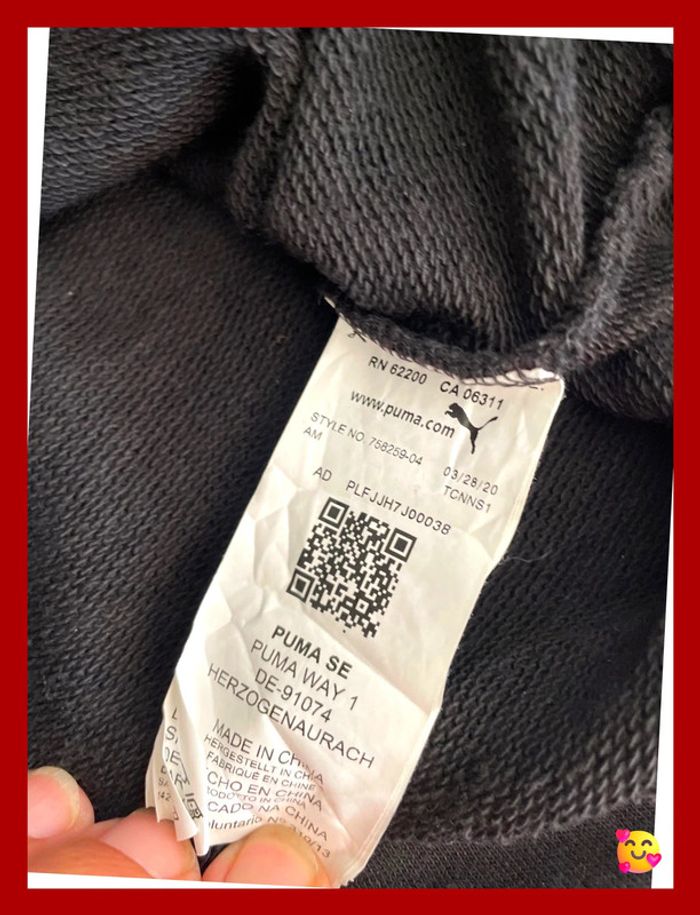 RN 62200 CA 06311
www.puma.com
STYLE NO 758259-04 03/28/20
AM TCNNS1
AD PLFJJH7J00038
PUMA SE
PUMA WAY 1
DE-91074
HERZOGENAURACH
MADE IN CHINA
HERGESTELLT IN CHINA
FABRIQUÉ EN CHINE
CHO EN CHINA
IN CHINA
CADO NA CHINA